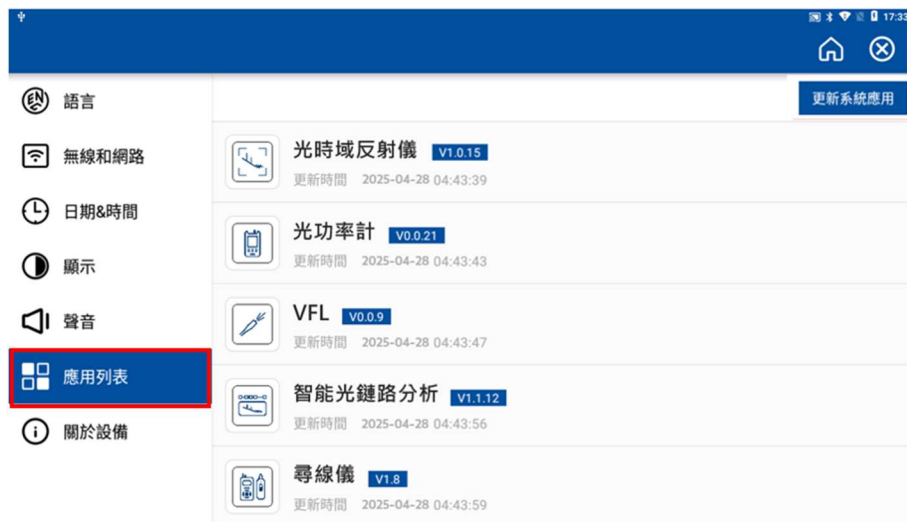 17:33
更新系統應用
EN
語言
無線和網路
日期&時間
顯示
聲音
應用列表
關於設備
光時域反射儀 V1.0.15
更新時間 2025-04-28 04:43:39
光功率計 V0.0.21
更新時間 2025-04-28 04:43:43
VFL V0.0.9
更新時間 2025-04-28 04:43:47
智能光鏈路分析 V1.1.12
更新時間 2025-04-28 04:43:56
尋線儀 V1.8
更新時間 2025-04-28 04:43:59